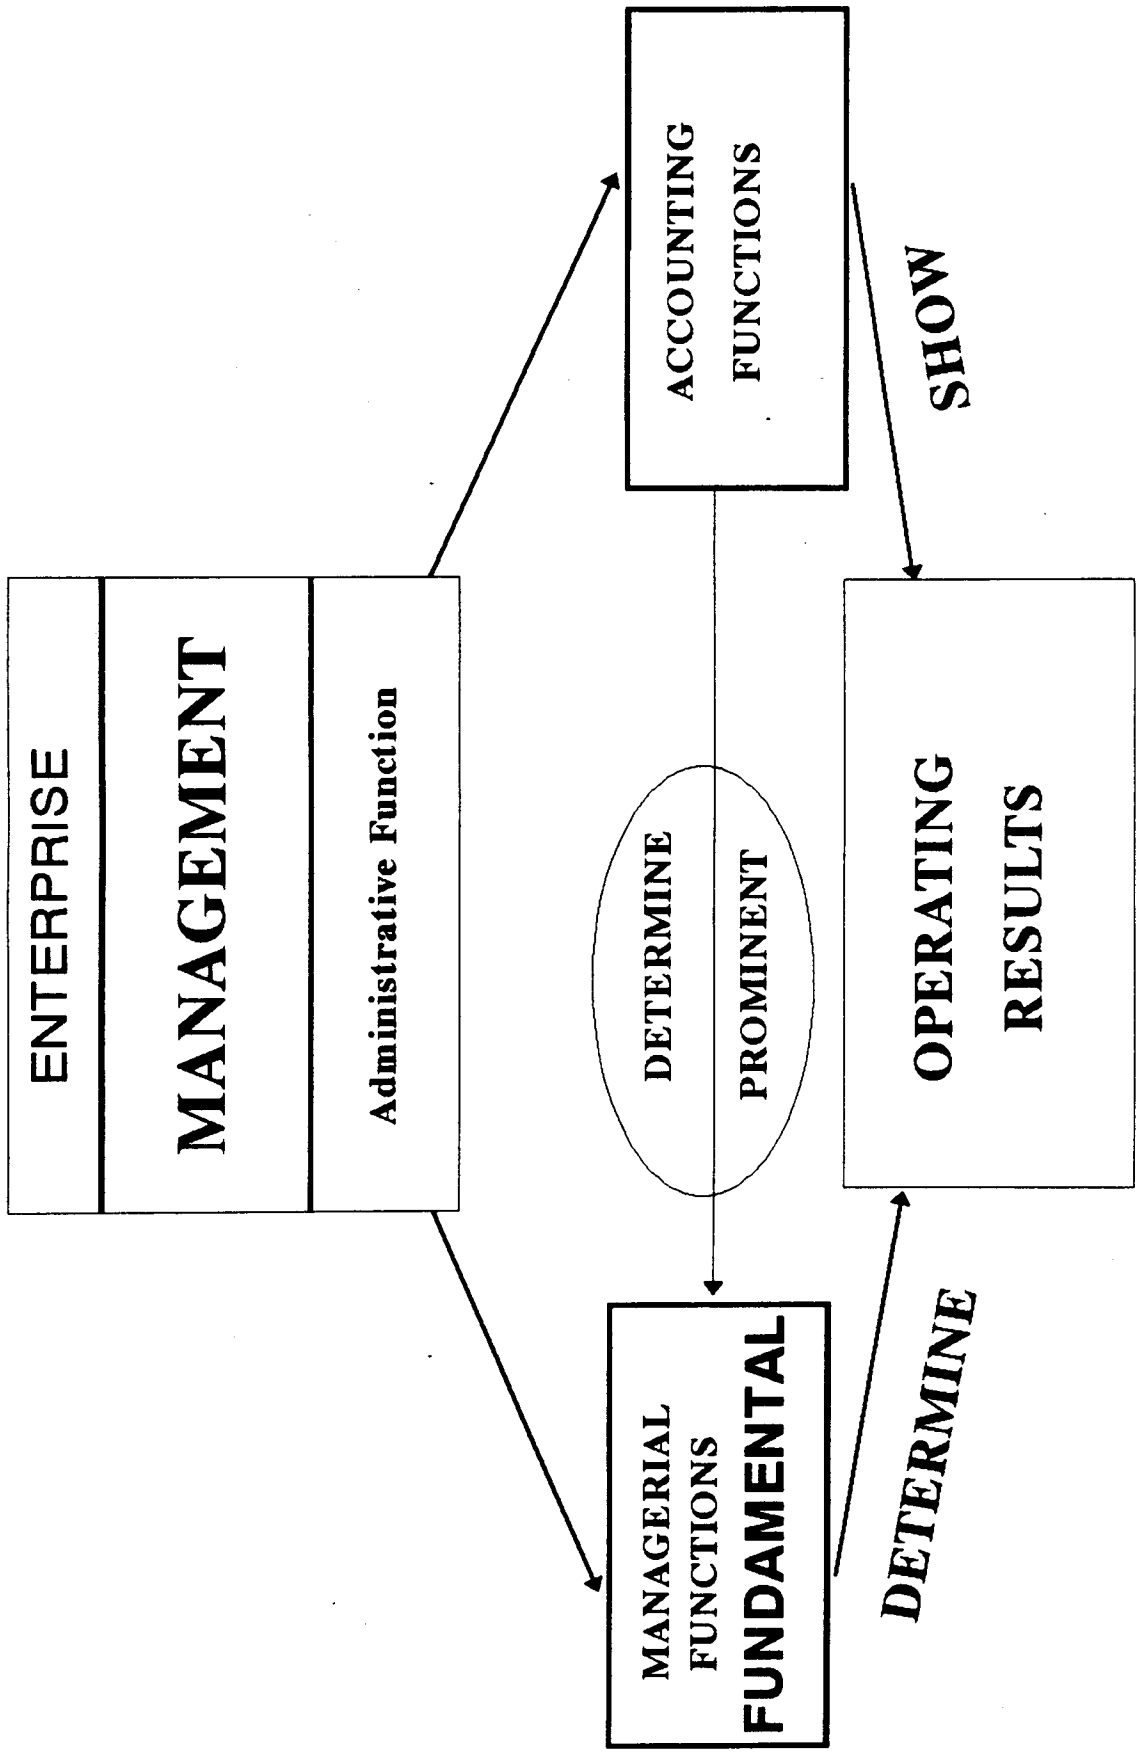 ENTERPRISE
MANAGEMENT
Administrative Function
MANAGERIAL
FUNCTIONS
FUNDAMENTAL
DETERMINE
PROMINENT
ACCOUNTING
FUNCTIONS
DETERMINE
OPERATING
RESULTS
SHOW